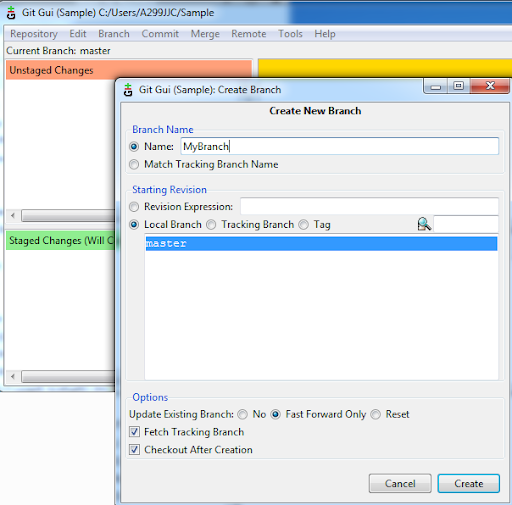 Git Gui (Sample) C:/Users/A299JJC/Sample
Repository Edit Branch Commit Merge Remote Tools Help
Current Branch: master
Unstaged Changes
Staged Changes (Will C
Git Gui (Sample): Create Branch
Create New Branch
Branch Name
Name: MyBranch
Match Tracking Branch Name
Starting Revision
Revision Expression:
Local Branch Tracking Branch Tag
master
Options
Update Existing Branch: No Fast Forward Only Reset
Fetch Tracking Branch
Checkout After Creation
Cancel Create